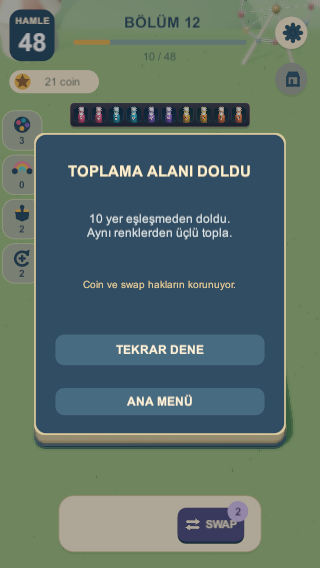 HAMLE
48
BÖLÜM 12
10 / 48
21 coin
3
0
2
2
TOPLAMA ALANI DOLDU
10 yer eşleşmeden doldu.
Aynı renklerden üçlü topla.
Coin ve swap hakların korunuyor.
TEKRAR DENE
ANA MENÜ
2
SWAP